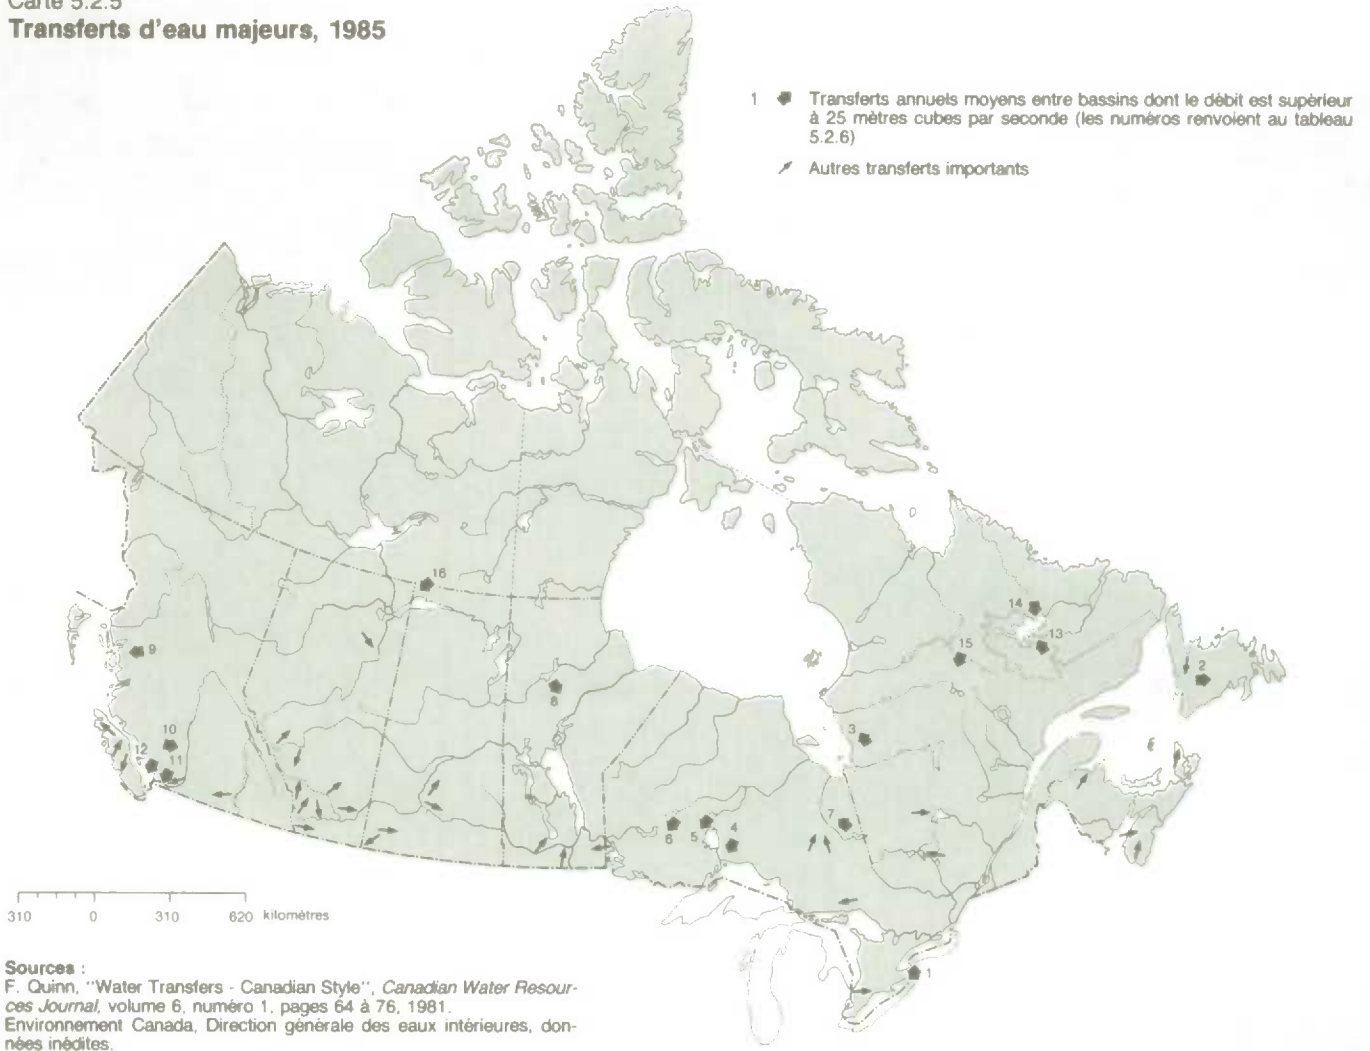 Carte 5.2.5
Transferts d'eau majeurs, 1985
1 Transferts annuels moyens entre bassins dont le débit est supérieur
à 25 mètres cubes par seconde (les numéros renvoient au tableau
5.2.6)
Autres transferts importants
16
14
13
15
9
2
8
3
10
12
11
7
6
5
4
1
310 0 310 620 kilomètres
Sources :
F. Quinn, "Water Transfers - Canadian Style", Canadian Water Resour-
ces Journal, volume 6, numéro 1, pages 64 à 76, 1981.
Environnement Canada, Direction générale des eaux intérieures, don-
nées inédites.